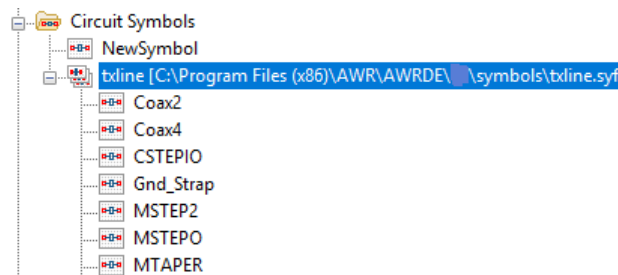 Circuit Symbols
NewSymbol
txline [C:\Program Files (x86)\AWR\AWRDE\ \symbols\txline.syf
Coax2
Coax4
CSTEPIO
Gnd_Strap
MSTEP2
MSTEPO
MTAPER